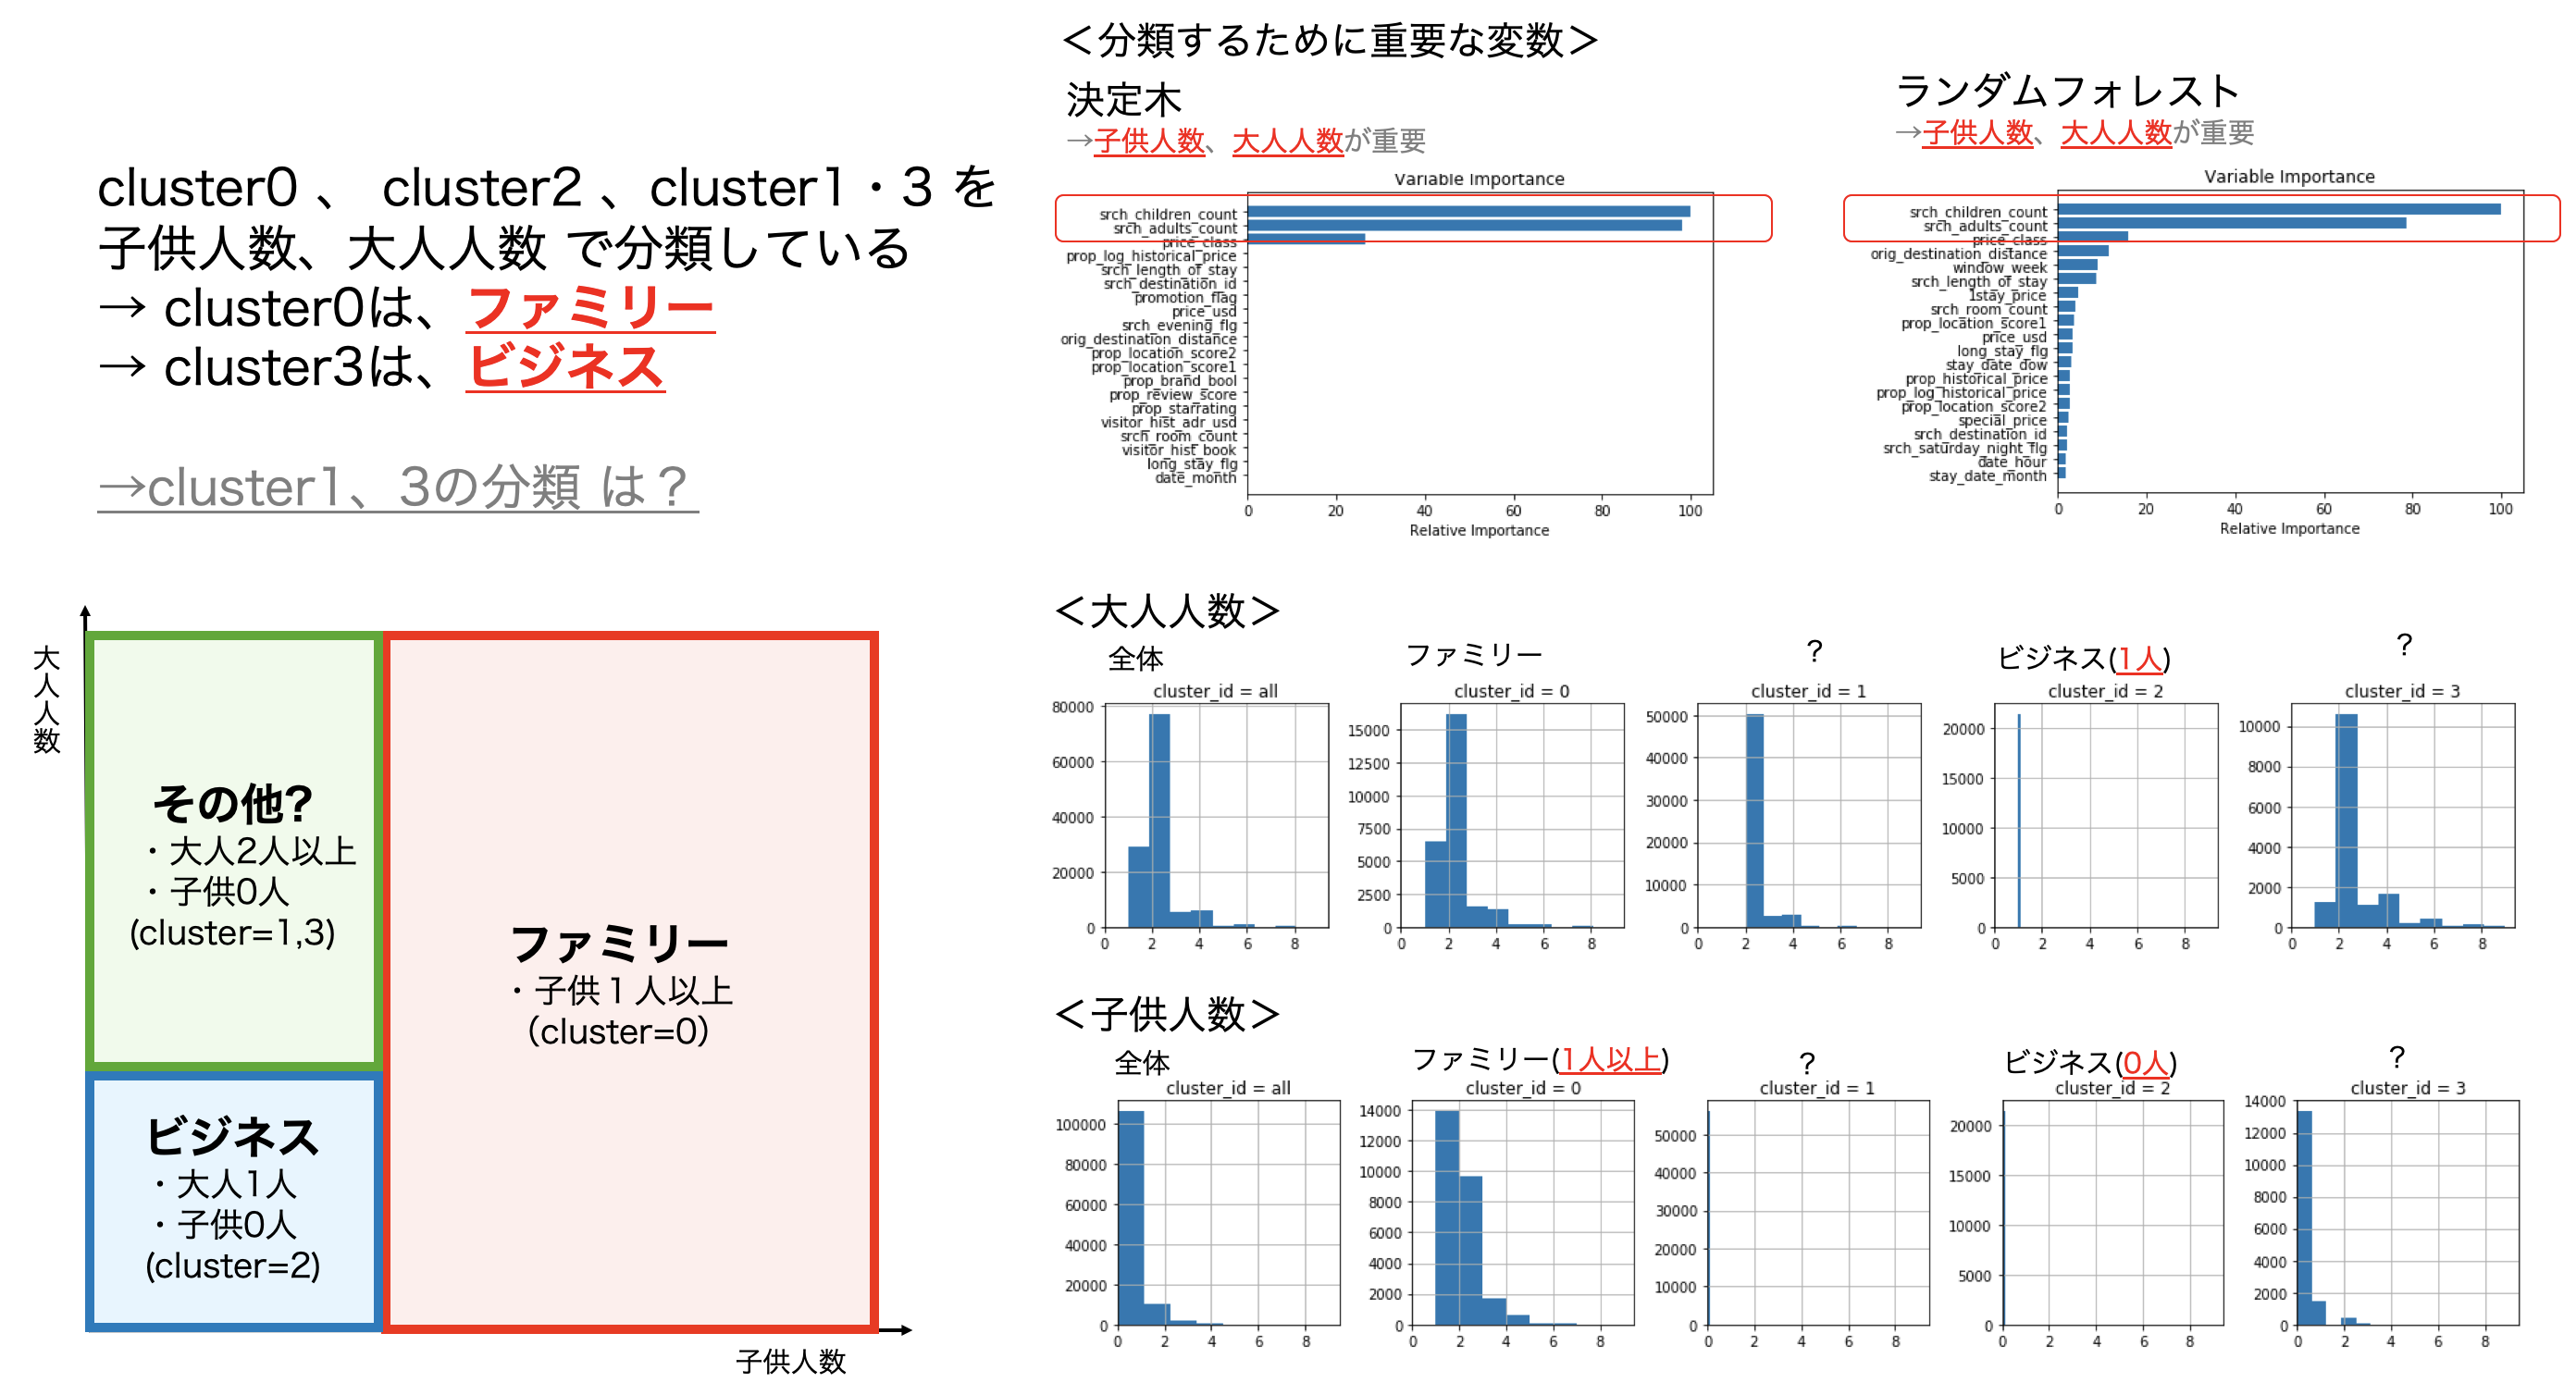 cluster0 、 cluster2 、cluster1・3 を
子供人数、大人人数 で分類している
→ cluster0は、ファミリー
→ cluster3は、ビジネス
→cluster1、3の分類 は？
大人人数
その他?
・大人2人以上
・子供0人
(cluster=1,3)
ファミリー
・子供１人以上
（cluster=0）
ビジネス
・大人1人
・子供0人
(cluster=2)
子供人数
＜分類するために重要な変数＞
決定木
→子供人数、大人人数が重要
Variable Importance
srch_children_count
srch_adults_count
price_class
prop_log_historical_price
srch_length_of_stay
srch_destination_id
promotion_flag
price_usd
srch_evening_flg
orig_destination_distance
prop_location_score2
prop_location_score1
prop_brand_bool
prop_review_score
prop_starrating
visitor_hist_adr_usd
srch_room_count
visitor_hist_book
long_stay_flg
date_month
0 20 40 60 80 100
Relative Importance
ランダムフォレスト
→子供人数、大人人数が重要
Variable Importance
srch_children_count
srch_adults_count
price_class
orig_destination_distance
window_week
srch_length_of_stay
1stay_price
srch_room_count
prop_location_score1
price_usd
long_stay_flg
stay_date_dow
prop_historical_price
prop_log_historical_price
prop_location_score2
special_price
srch_destination_id
srch_saturday_night_flg
date_hour
stay_date_month
0 20 40 60 80 100
Relative Importance
＜大人人数＞
全体
cluster_id = all
80000
60000
40000
20000
0
0 2 4 6 8
ファミリー
cluster_id = 0
15000
12500
10000
7500
5000
2500
0
0 2 4 6 8
？
cluster_id = 1
50000
40000
30000
20000
10000
0
0 2 4 6 8
ビジネス(1人)
cluster_id = 2
20000
15000
10000
5000
0
0 2 4 6 8
？
cluster_id = 3
10000
8000
6000
4000
2000
0
0 2 4 6 8
＜子供人数＞
全体
cluster_id = all
100000
80000
60000
40000
20000
0
0 2 4 6 8
ファミリー(1人以上)
cluster_id = 0
14000
12000
10000
8000
6000
4000
2000
0
0 2 4 6 8
？
cluster_id = 1
50000
40000
30000
20000
10000
0
0 2 4 6 8
ビジネス(0人)
cluster_id = 2
20000
15000
10000
5000
0
0 2 4 6 8
？
cluster_id = 3
14000
12000
10000
8000
6000
4000
2000
0
0 2 4 6 8